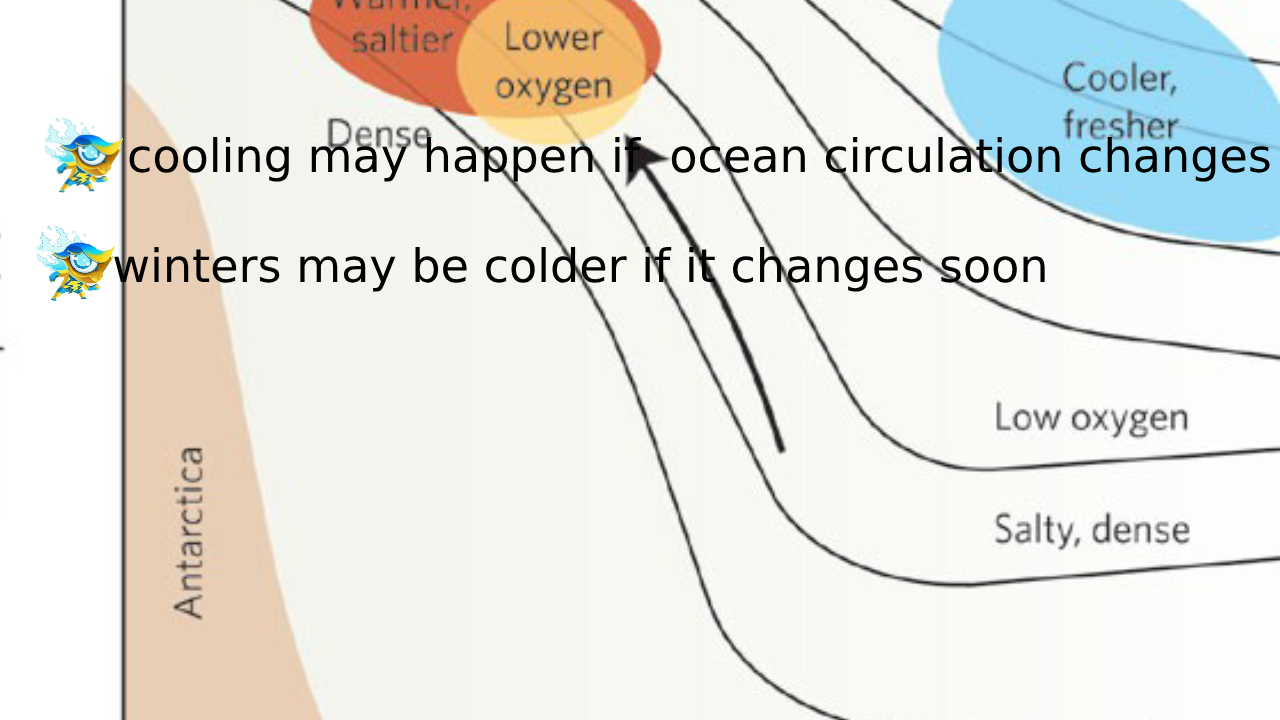 Warmer,
saltier
Lower
oxygen
Cooler,
fresher
Dense
cooling may happen if ocean circulation changes
winters may be colder if it changes soon
Low oxygen
Salty, dense
Antarctica